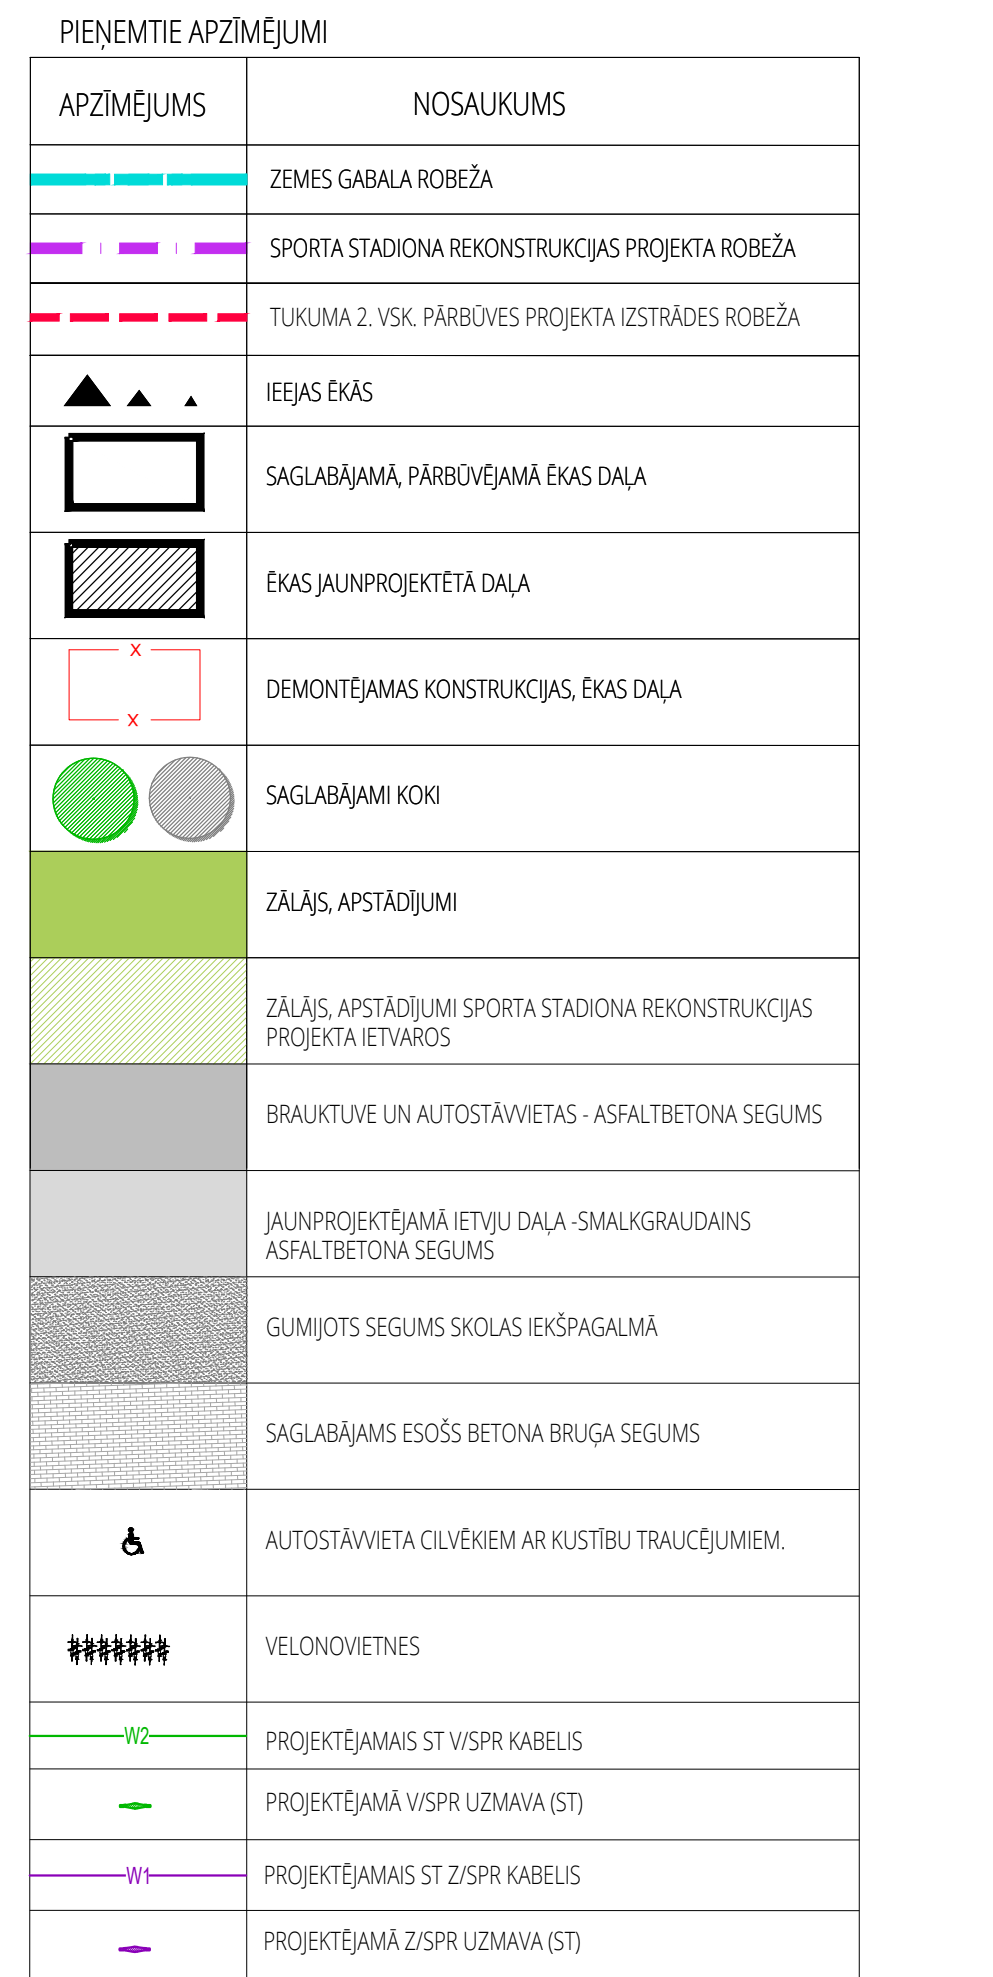 PIEŅEMTIE APZĪMĒJUMI
APZĪMĒJUMS NOSAUKUMS
ZEMES GABALA ROBEŽA
SPORTA STADIONA REKONSTRUKCIJAS PROJEKTA ROBEŽA
TUKUMA 2. VSK. PĀRBŪVES PROJEKTA IZSTRĀDES ROBEŽA
IEEJAS ĒKĀS
SAGLABĀJAMĀ, PĀRBŪVĒJAMĀ ĒKAS DAĻA
ĒKAS JAUNPROJEKTĒTĀ DAĻA
X
DEMONTĒJAMAS KONSTRUKCIJAS, ĒKAS DAĻA
X
SAGLABĀJAMI KOKI
ZĀLĀJS, APSTĀDĪJUMI
ZĀLĀJS, APSTĀDĪJUMI SPORTA STADIONA REKONSTRUKCIJAS
PROJEKTA IETVAROS
BRAUKTUVE UN AUTOSTĀVVIETAS - ASFALTBETONA SEGUMS
JAUNPROJEKTĒJAMĀ IETVJU DAĻA -SMALKGRAUDAINS
ASFALTBETONA SEGUMS
GUMIJOTS SEGUMS SKOLAS IEKŠPAGALMĀ
SAGLABĀJAMS ESOŠS BETONA BRUĢA SEGUMS
AUTOSTĀVVIETA CILVĒKIEM AR KUSTĪBU TRAUCĒJUMIEM.
VELONOVIETNES
W2 PROJEKTĒJAMAIS ST V/SPR KABELIS
PROJEKTĒJAMĀ V/SPR UZMAVA (ST)
W1 PROJEKTĒJAMAIS ST Z/SPR KABELIS
PROJEKTĒJAMĀ Z/SPR UZMAVA (ST)